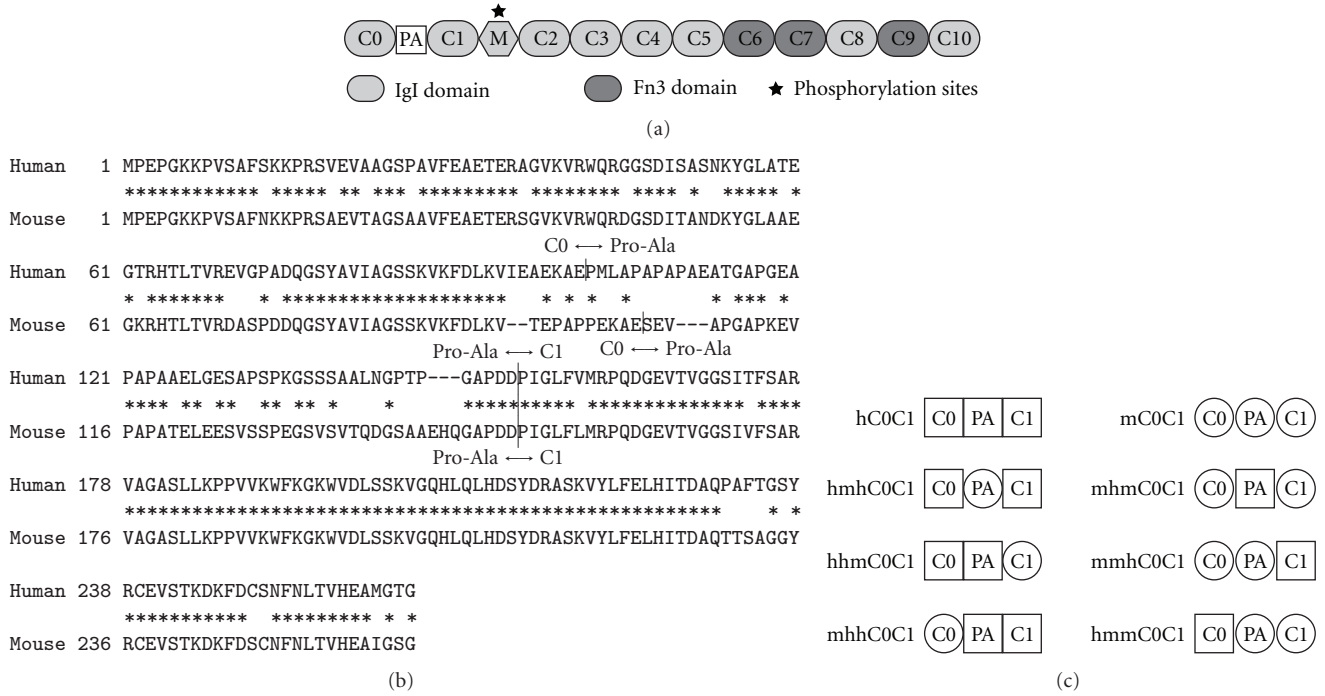 C0 PA C1 M C2 C3 C4 C5 C6 C7 C8 C9 C10
IgI domain Fn3 domain ★ Phosphorylation sites
(a)
Human 1 MPEPGKKPVSAFSKKPRSVEVAAGSPAVFEAETERAGVKVRWQRGGSDISASNKYGLATE
************ ***** ** *** ********* ******** **** * ***** *
Mouse 1 MPEPGKKPVSAFNKKPRSAEVTAGSAAVFEAETERSGVKVRWQRDGSDITANDKYGLAAE
C0 ⟷ Pro-Ala
Human 61 GTRHTLTVREVGPADQGSYAVIAGSSKVKFDLKVIEAEKAEPMLAPAPAPAEATGAPGEA
* ******* * ********************* * * * * * *** *
Mouse 61 GKRHTLTVRDASPDDQGSYAVIAGSSKVKFDLKV--TEPAPPEKAESEV---APGAPKEV
Pro-Ala ⟷ C1 C0 ⟷ Pro-Ala
Human 121 PAPAAELGESAPSPKGSSSAALNGPTP---GAPDDPIGLFVMRPQDGEVTVGGSITFSAR
**** ** ** ** ** * * ********** *************** ****
Mouse 116 PAPATELEESVSSPEGSVSVTQDGSAAEHQGAPDDPIGLFLMRPQDGEVTVGGSIVFSAR
Pro-Ala ⟷ C1
Human 178 VAGASLLKPPVVKWFKGKWVDLSSKVGQHLQLHDSYDRASKVYLFELHITDAQPAFTGSY
***************************************************** * *
Mouse 176 VAGASLLKPPVVKWFKGKWVDLSSKVGQHLQLHDSYDRASKVYLFELHITDAQTTSAGGY
Human 238 RCEVSTKDKFDCSNFNLTVHEAMGTG
*********** ********* * *
Mouse 236 RCEVSTKDKFDSCNFNLTVHEAIGSG
(b)
hC0C1 C0 PA C1 mC0C1 C0 PA C1
hmhC0C1 C0 PA C1 mhmC0C1 C0 PA C1
hhmC0C1 C0 PA C1 mmhC0C1 C0 PA C1
mhhC0C1 C0 PA C1 hmmC0C1 C0 PA C1
(c)